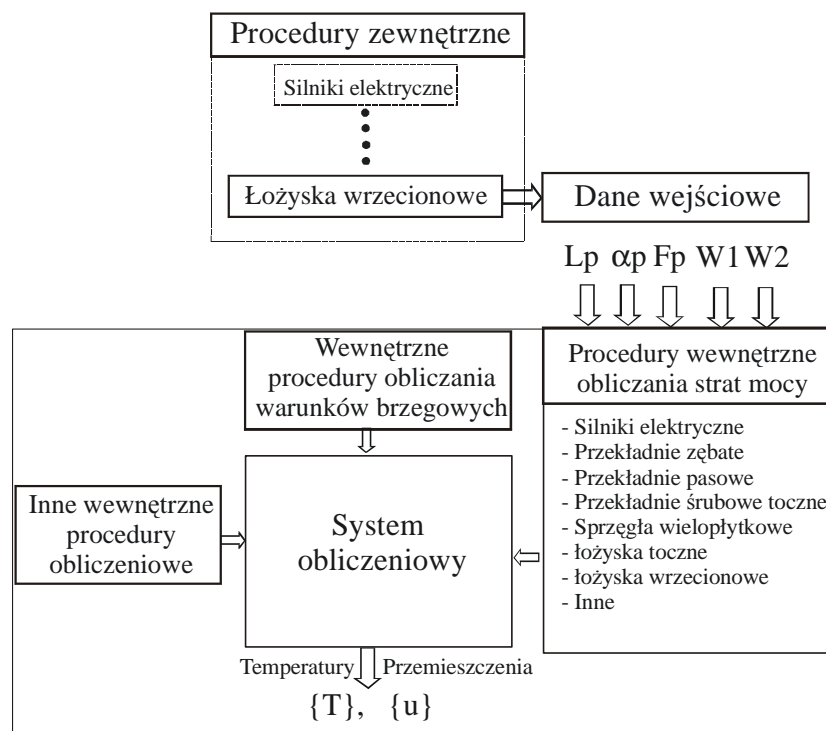 Procedury zewnętrzne
Silniki elektryczne
Łożyska wrzecionowe
Dane wejściowe
Lp αp Fp W1 W2
Wewnętrzne
procedury obliczania
warunków brzegowych
Procedury wewnętrzne
obliczania strat mocy
- Silniki elektryczne
- Przekładnie zębate
- Przekładnie pasowe
- Przekładnie śrubowe toczne
- Sprzęgła wielopłytkowe
- łożyska toczne
- łożyska wrzecionowe
- Inne
Inne wewnętrzne
procedury
obliczeniowe
System
obliczeniowy
Temperatury Przemieszczenia
{T}, {u}